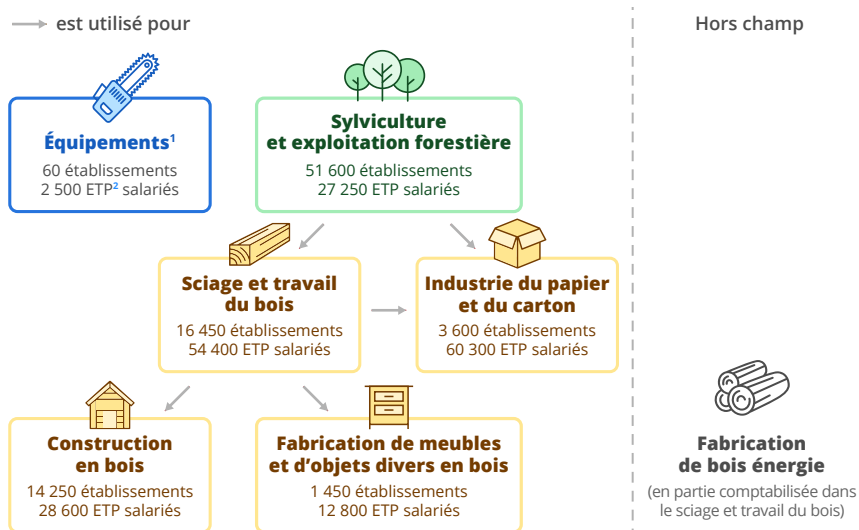 est utilisé pour
Hors champ
Équipements¹
60 établissements
2 500 ETP² salariés
Sylviculture
et exploitation forestière
51 600 établissements
27 250 ETP salariés
Sciage et travail
du bois
16 450 établissements
54 400 ETP salariés
Industrie du papier
et du carton
3 600 établissements
60 300 ETP salariés
Construction
en bois
14 250 établissements
28 600 ETP salariés
Fabrication de meubles
et d'objets divers en bois
1 450 établissements
12 800 ETP salariés
Fabrication
de bois énergie
(en partie comptabilisée dans
le sciage et travail du bois)